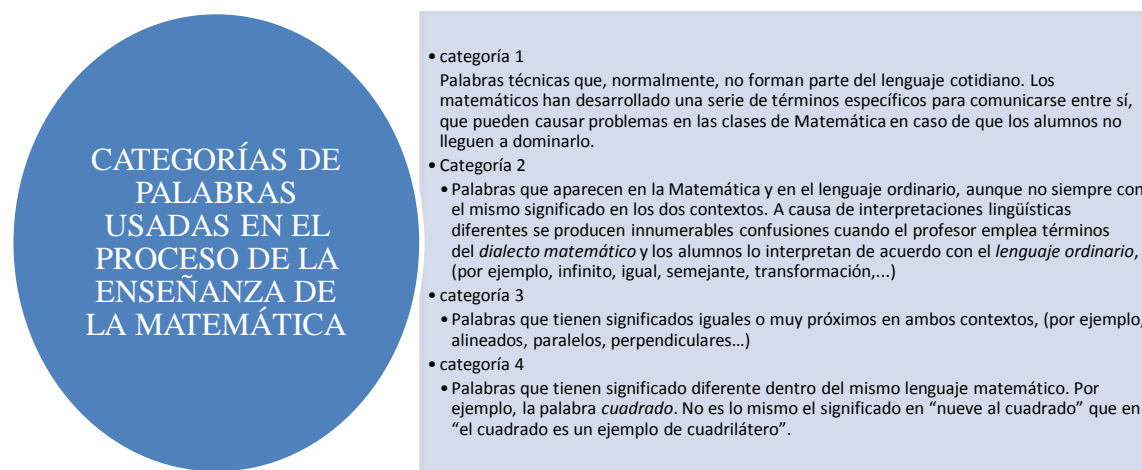 CATEGORÍAS DE
PALABRAS
USADAS EN EL
PROCESO DE LA
ENSEÑANZA DE
LA MATEMÁTICA
• categoría 1
Palabras técnicas que, normalmente, no forman parte del lenguaje cotidiano. Los
matemáticos han desarrollado una serie de términos específicos para comunicarse entre sí,
que pueden causar problemas en las clases de Matemática en caso de que los alumnos no
lleguen a dominarlo.
• Categoría 2
• Palabras que aparecen en la Matemática y en el lenguaje ordinario, aunque no siempre con
el mismo significado en los dos contextos. A causa de interpretaciones lingüísticas
diferentes se producen innumerables confusiones cuando el profesor emplea términos
del dialecto matemático y los alumnos lo interpretan de acuerdo con el lenguaje ordinario,
(por ejemplo, infinito, igual, semejante, transformación,...)
• categoría 3
• Palabras que tienen significados iguales o muy próximos en ambos contextos, (por ejemplo,
alineados, paralelos, perpendiculares…)
• categoría 4
• Palabras que tienen significado diferente dentro del mismo lenguaje matemático. Por
ejemplo, la palabra cuadrado. No es lo mismo el significado en “nueve al cuadrado” que en
“el cuadrado es un ejemplo de cuadrilátero”.